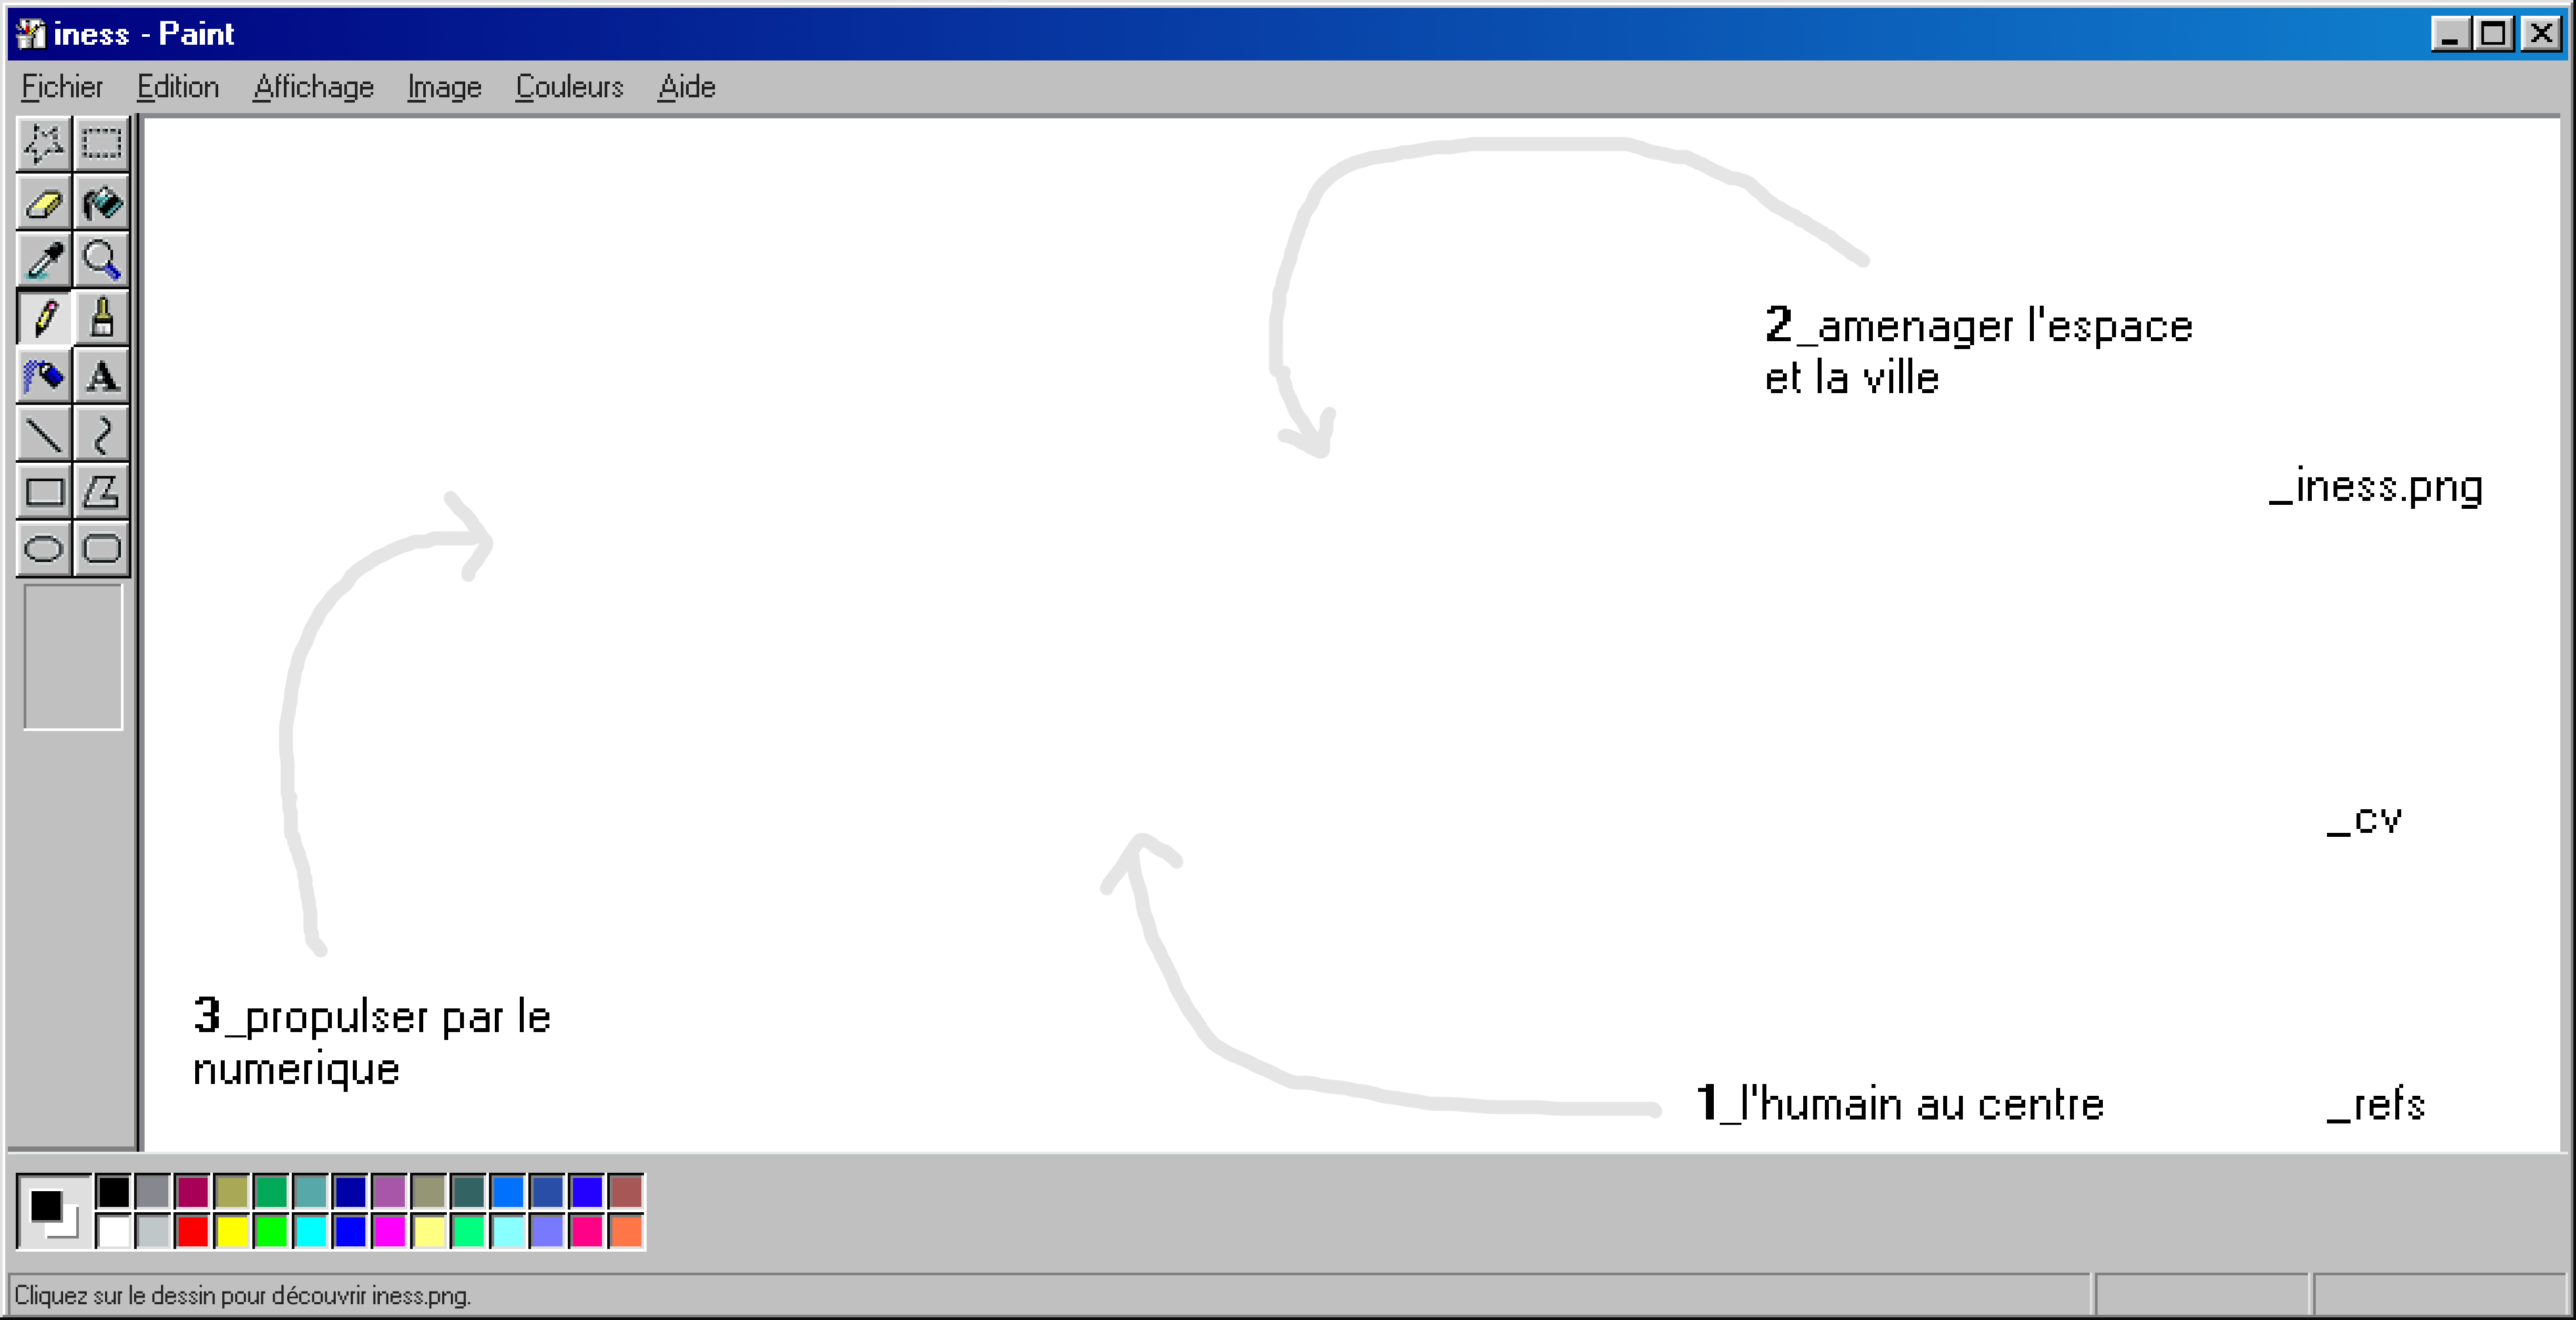 iness - Paint
Fichier Edition Affichage Image Couleurs Aide
A
2_amenager l'espace
et la ville
_iness.png
_cv
3_propulser par le
numerique
1_l'humain au centre
_refs
Cliquez sur le dessin pour découvrir iness.png.